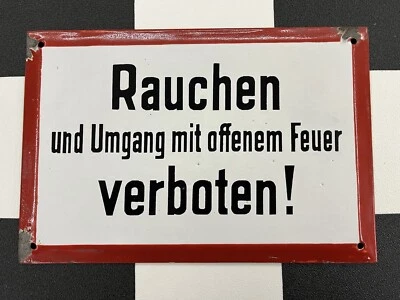 Rauchen
und Umgang mit offenem Feuer
verboten!